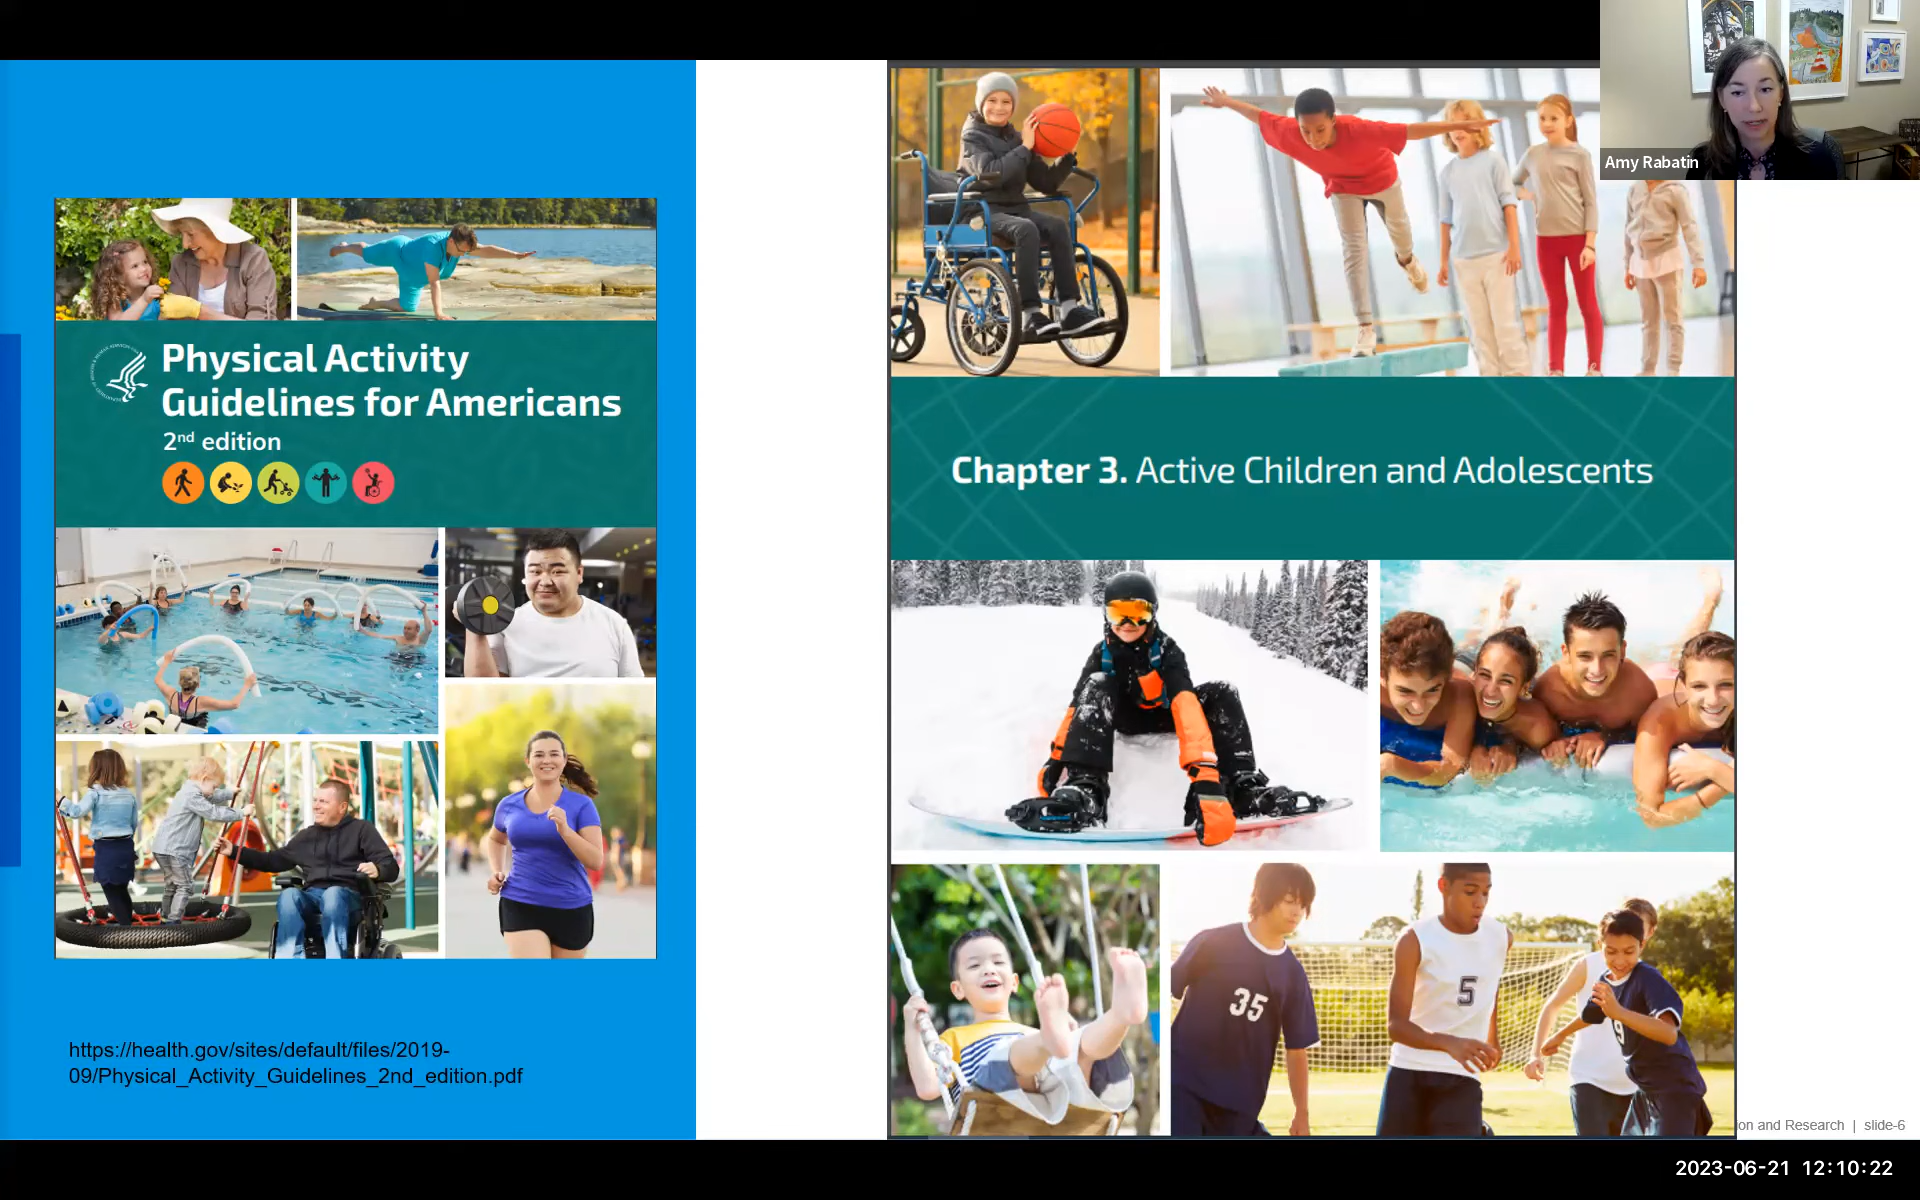 Amy Rabatin
Physical Activity
Guidelines for Americans
2nd edition
https://health.gov/sites/default/files/2019-
09/Physical_Activity_Guidelines_2nd_edition.pdf
Chapter 3. Active Children and Adolescents
35
5
9
on and Research | slide-6
2023-06-21 12:10:22